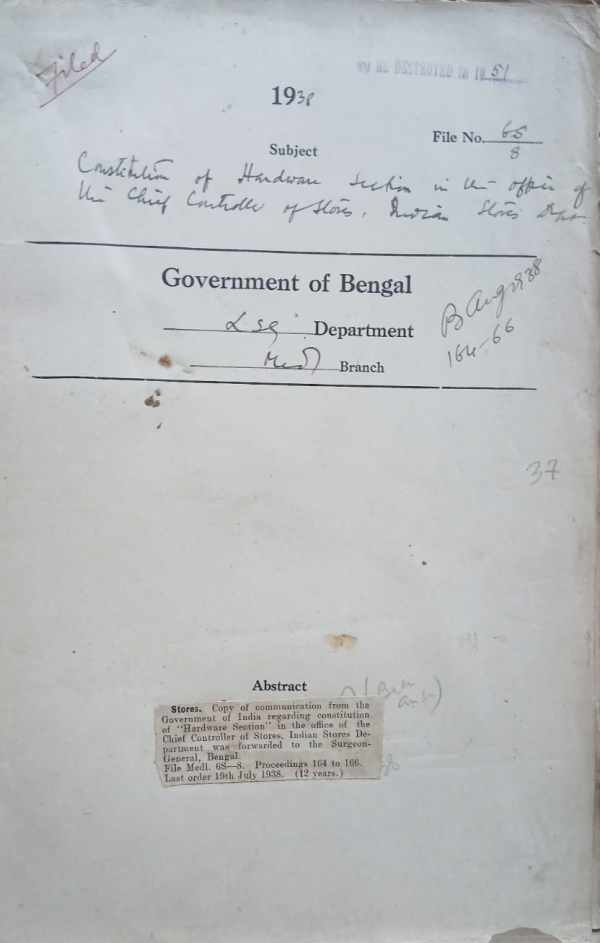 Filed
TO BE DESTROYED IN 1951
1938
File No. 6S
8
Subject
Constitution of Hardware Section in the office of
the Chief Controller of Stores, Indian Stores Dept.
Government of Bengal
LSG Department
Medl Branch
B Aug 1938
164-66
37
Abstract
Stores. Copy of communication from the
Government of India regarding constitution
of "Hardware Section" in the office of the
Chief Controller of Stores, Indian Stores De-
partment was forwarded to the Surgeon-
General, Bengal.
File Medl. 6S—8. Proceedings 164 to 166.
Last order 19th July 1938. (12 years.)